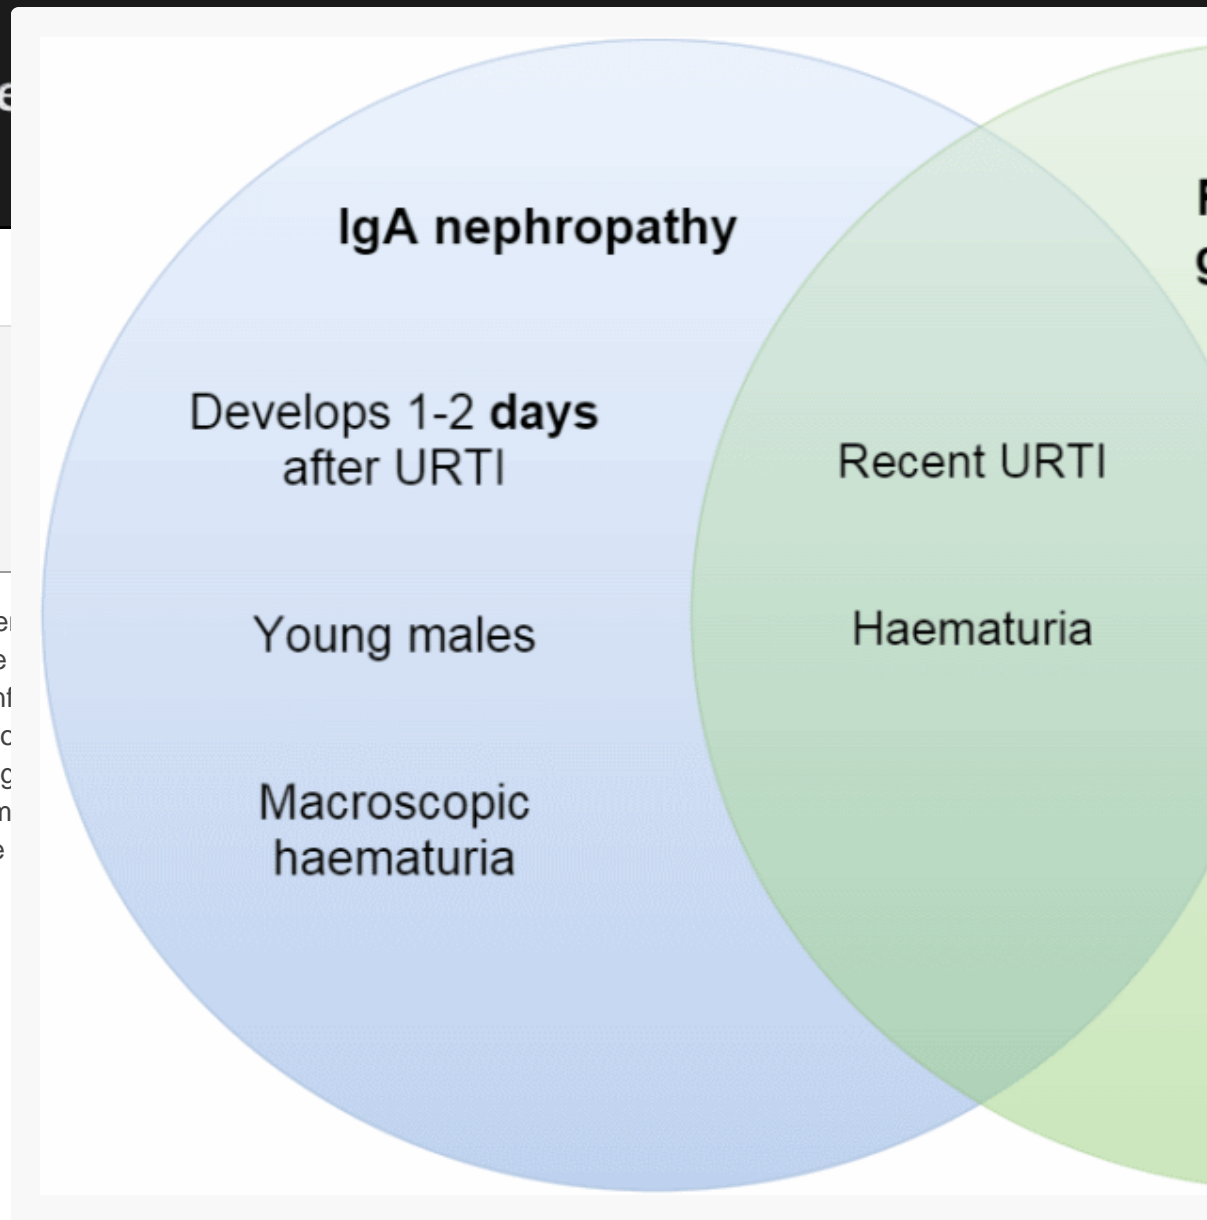 IgA nephropathy
Develops 1-2 days
after URTI
Young males
Macroscopic
haematuria
Recent URTI
Haematuria